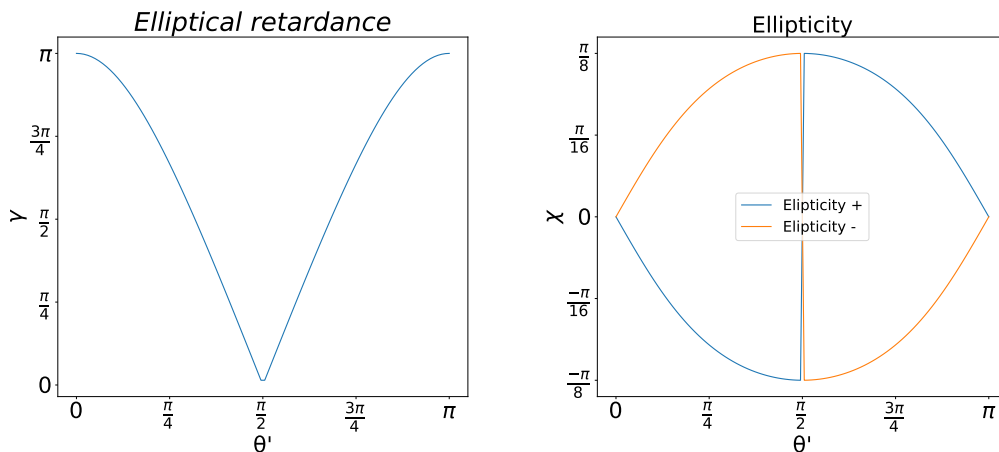 Elliptical retardance
π
3π/4
π/2
π/4
0
γ
0
π/4
π/2
3π/4
π
θ'
Ellipticity
π/8
π/16
0
-π/16
-π/8
χ
Elipticity +
Elipticity -
0
π/4
π/2
3π/4
π
θ'